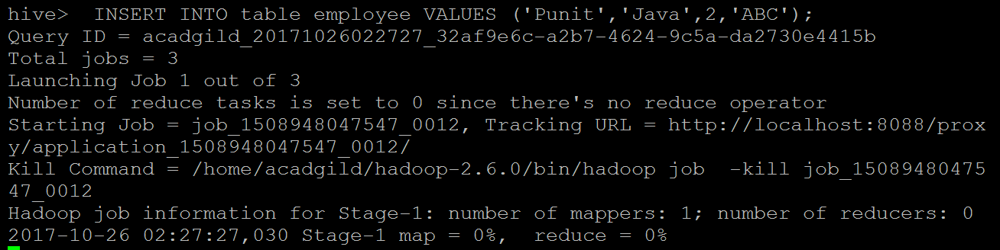 hive>  INSERT INTO table employee VALUES ('Punit','Java',2,'ABC');
Query ID = acadgild_20171026022727_32af9e6c-a2b7-4624-9c5a-da2730e4415b
Total jobs = 3
Launching Job 1 out of 3
Number of reduce tasks is set to 0 since there's no reduce operator
Starting Job = job_1508948047547_0012, Tracking URL = http://localhost:8088/prox
y/application_1508948047547_0012/
Kill Command = /home/acadgild/hadoop-2.6.0/bin/hadoop job  -kill job_15089480475
47_0012
Hadoop job information for Stage-1: number of mappers: 1; number of reducers: 0
2017-10-26 02:27:27,030 Stage-1 map = 0%,  reduce = 0%